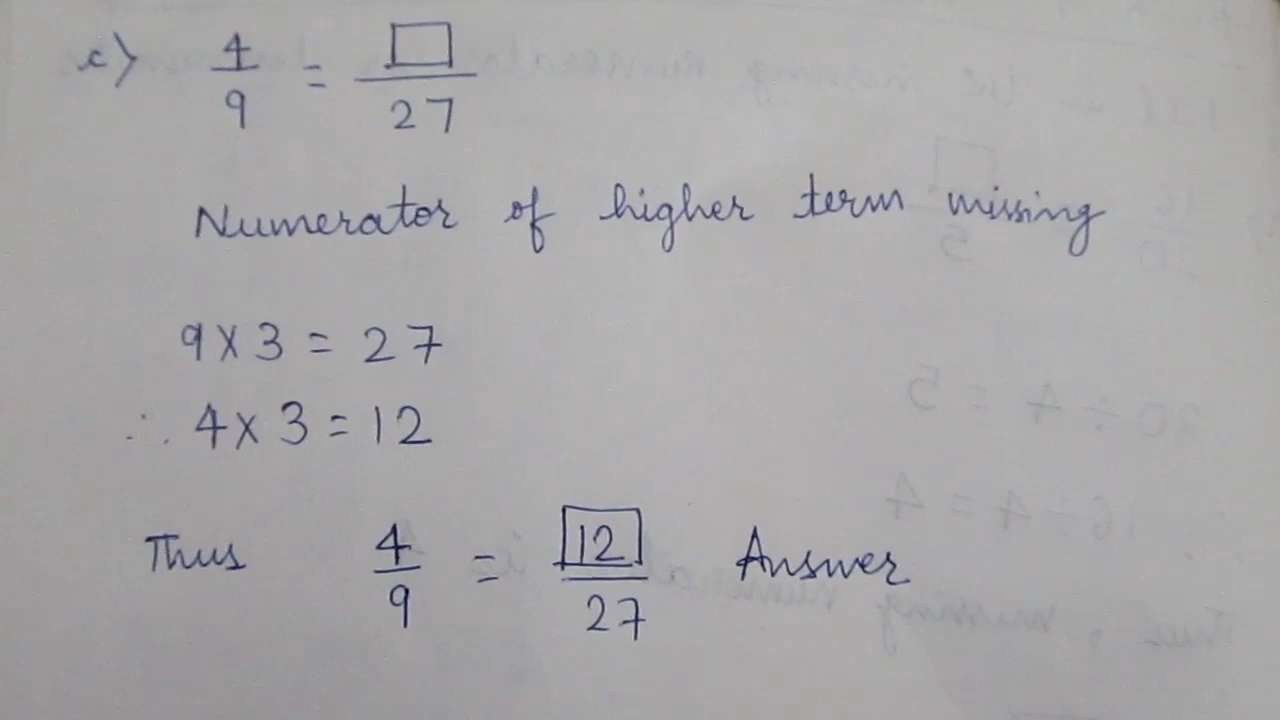 c) 4/9 = □/27
Numerator of higher term missing
9 x 3 = 27
∴ 4 x 3 = 12
Thus 4/9 = 12/27 Answer